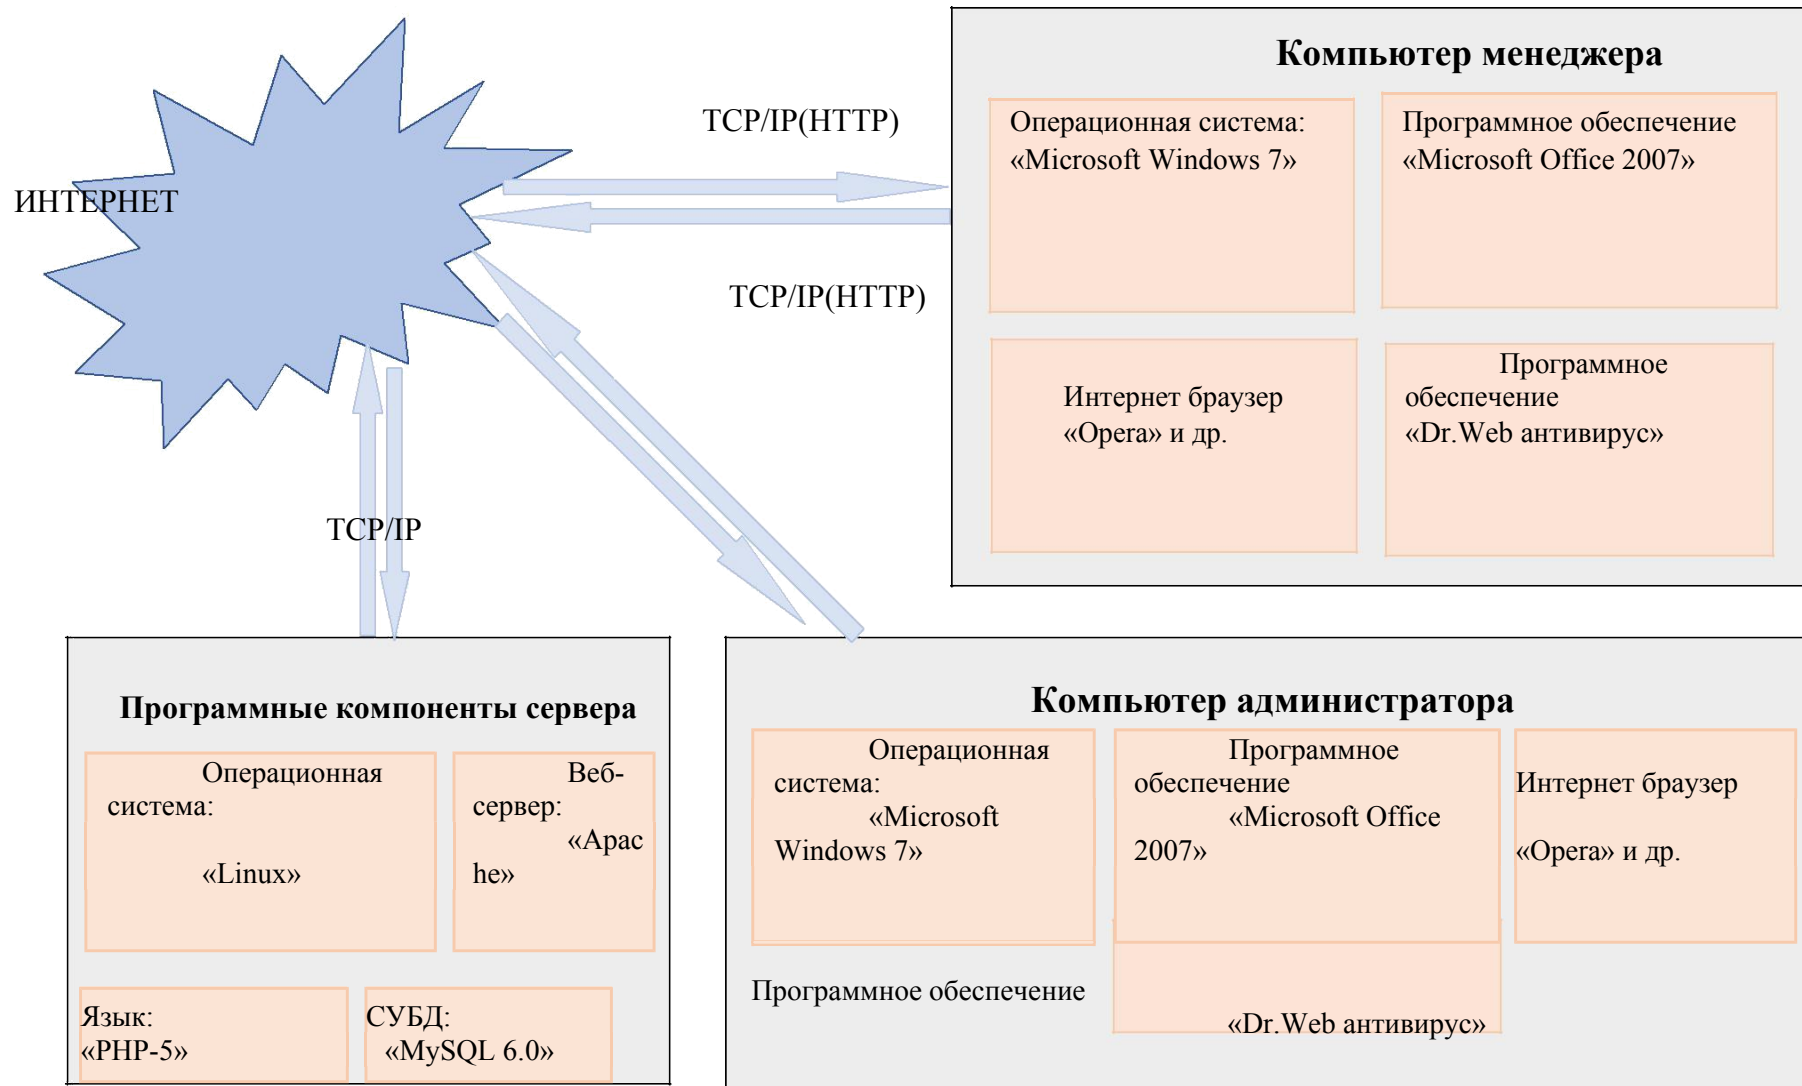 Компьютер менеджера
TCP/IP(HTTP)
Операционная система:
«Microsoft Windows 7»
Программное обеспечение
«Microsoft Office 2007»
ИНТЕРНЕТ
TCP/IP(HTTP)
Интернет браузер
«Opera» и др.
Программное
обеспечение
«Dr.Web антивирус»
TCP/IP
Программные компоненты сервера
Операционная
система:
«Linux»
Веб-
сервер:
«Apac
he»
Язык:
«PHP-5»
СУБД:
«MySQL 6.0»
Компьютер администратора
Операционная
система:
«Microsoft
Windows 7»
Программное
обеспечение
«Microsoft Office
2007»
Интернет браузер
«Opera» и др.
Программное обеспечение
«Dr.Web антивирус»